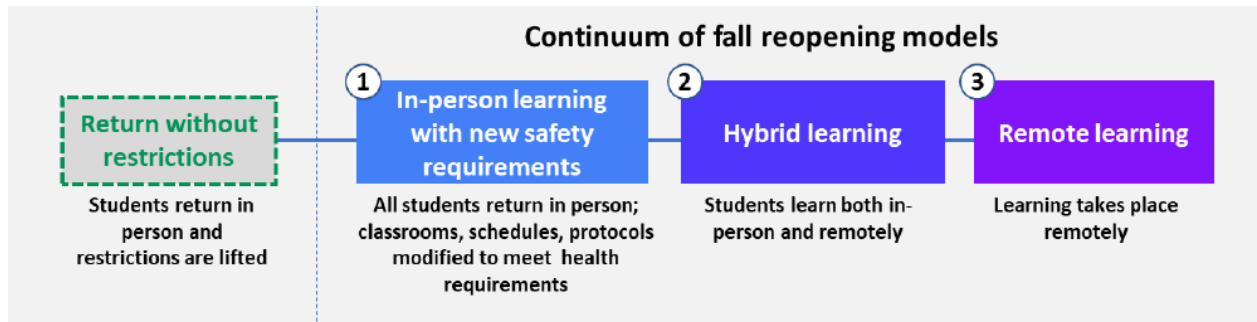 Continuum of fall reopening models
Return without
restrictions
Students return in
person and
restrictions are lifted
1
In-person learning
with new safety
requirements
All students return in person;
classrooms, schedules, protocols
modified to meet health
requirements
2
Hybrid learning
Students learn both in-
person and remotely
3
Remote learning
Learning takes place
remotely